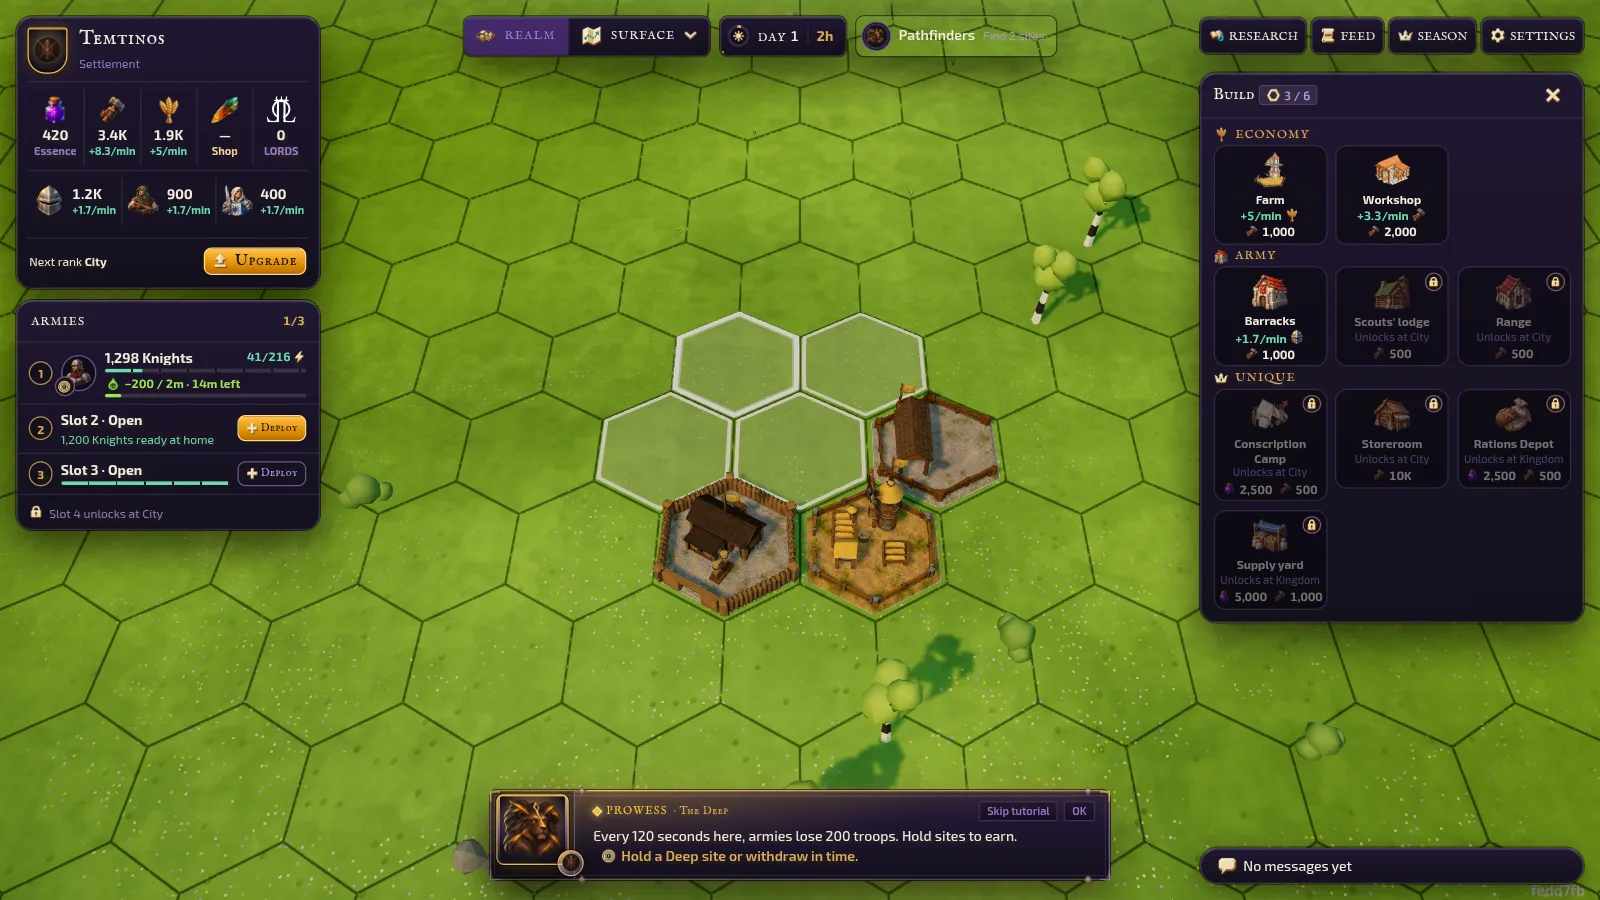 Temtinos
Settlement
420
Essence
3.4K
+8.3/min
1.9K
+5/min
—
Shop
0
LORDS
1.2K
+1.7/min
900
+1.7/min
400
+1.7/min
Next rank City
Upgrade
ARMIES
1/3
1
1,298 Knights
41/216
−200 / 2m · 14m left
2
Slot 2 · Open
1,200 Knights ready at home
Deploy
3
Slot 3 · Open
Deploy
Slot 4 unlocks at City
REALM
SURFACE
DAY 1
2h
Pathfinders
Find 2 sites.
RESEARCH
FEED
SEASON
SETTINGS
Build
3 / 6
ECONOMY
Farm
+5/min
1,000
Workshop
+3.3/min
2,000
ARMY
Barracks
+1.7/min
1,000
Scouts' lodge
Unlocks at City
500
Range
Unlocks at City
500
UNIQUE
Conscription
Camp
Unlocks at City
2,500 500
Storeroom
Unlocks at City
10K
Rations Depot
Unlocks at Kingdom
2,500 500
Supply yard
Unlocks at Kingdom
5,000 1,000
PROWESS · The Deep
Skip tutorial
OK
Every 120 seconds here, armies lose 200 troops. Hold sites to earn.
Hold a Deep site or withdraw in time.
No messages yet